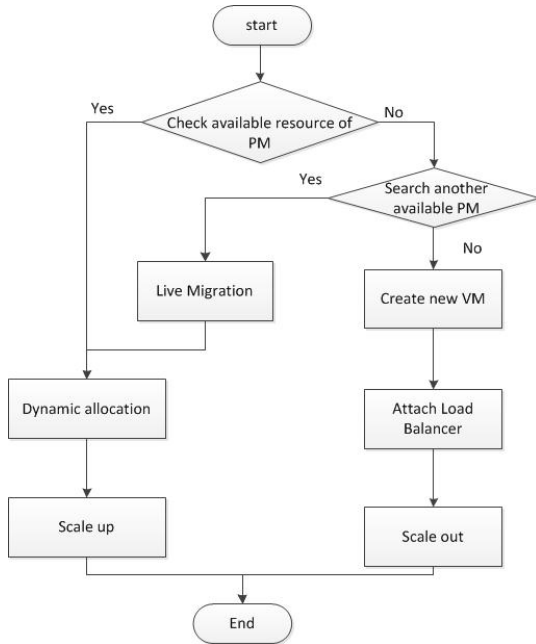 start
Yes
Check available resource of
PM
No
Yes
Search another
available PM
No
Live Migration
Create new VM
Dynamic allocation
Attach Load
Balancer
Scale up
Scale out
End